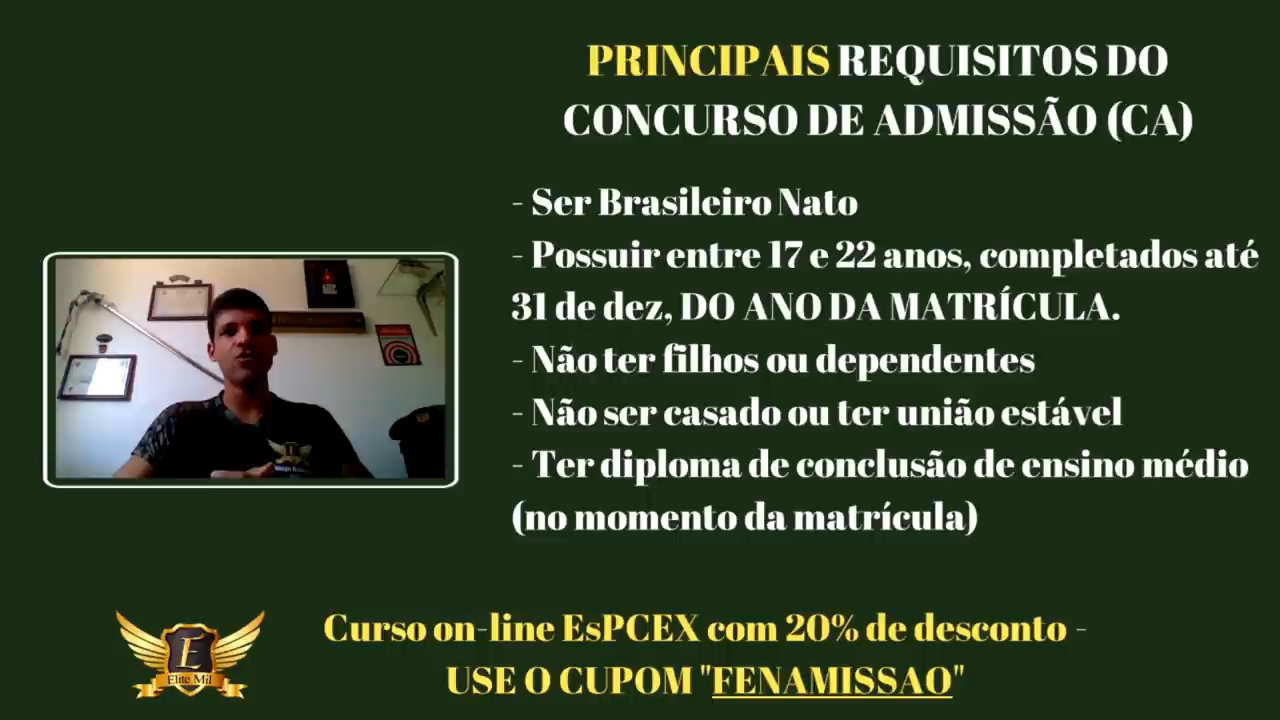 PRINCIPAIS REQUISITOS DO
CONCURSO DE ADMISSÃO (CA)
- Ser Brasileiro Nato
- Possuir entre 17 e 22 anos, completados até
31 de dez, DO ANO DA MATRÍCULA.
- Não ter filhos ou dependentes
- Não ser casado ou ter união estável
- Ter diploma de conclusão de ensino médio
(no momento da matrícula)
E
Elite Mil
Curso on-line EsPCEX com 20% de desconto -
USE O CUPOM "FENAMISSAO"